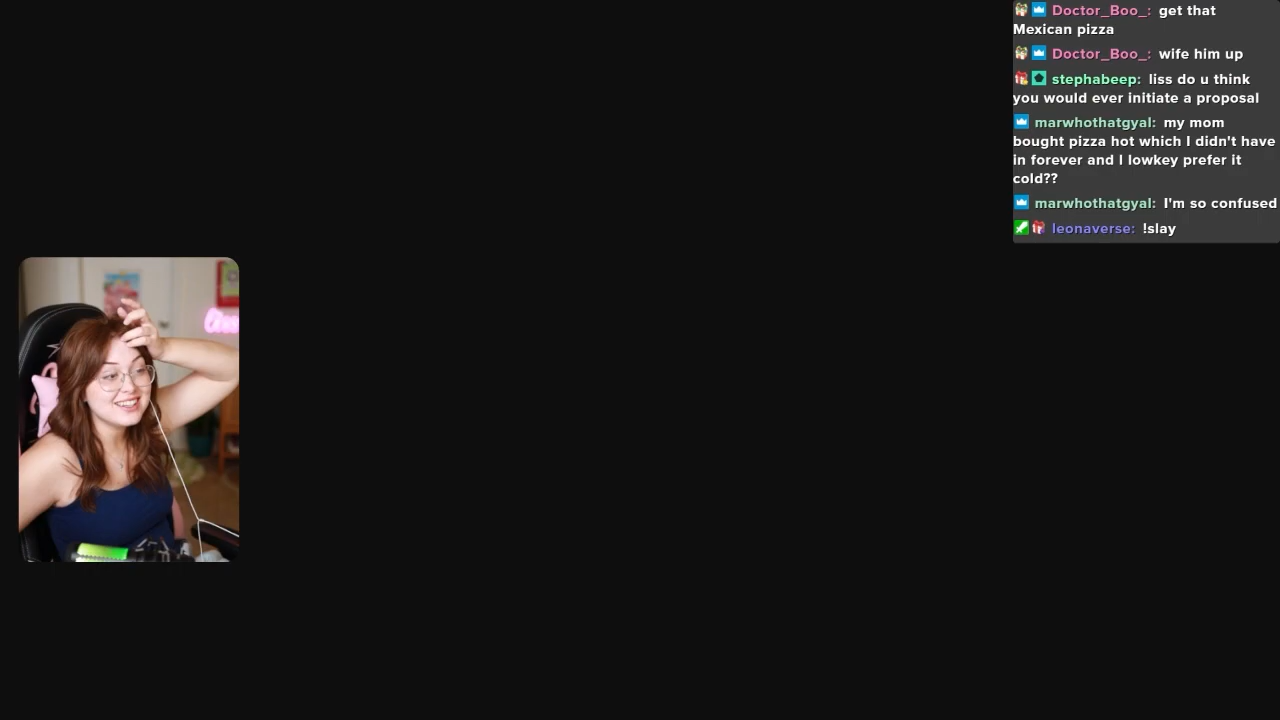 Doctor_Boo_: get that
Mexican pizza
Doctor_Boo_: wife him up
stephabeep: liss do u think
you would ever initiate a proposal
marwhothatgyal: my mom
bought pizza hot which I didn't have
in forever and I lowkey prefer it
cold??
marwhothatgyal: I'm so confused
leonaverse: !slay